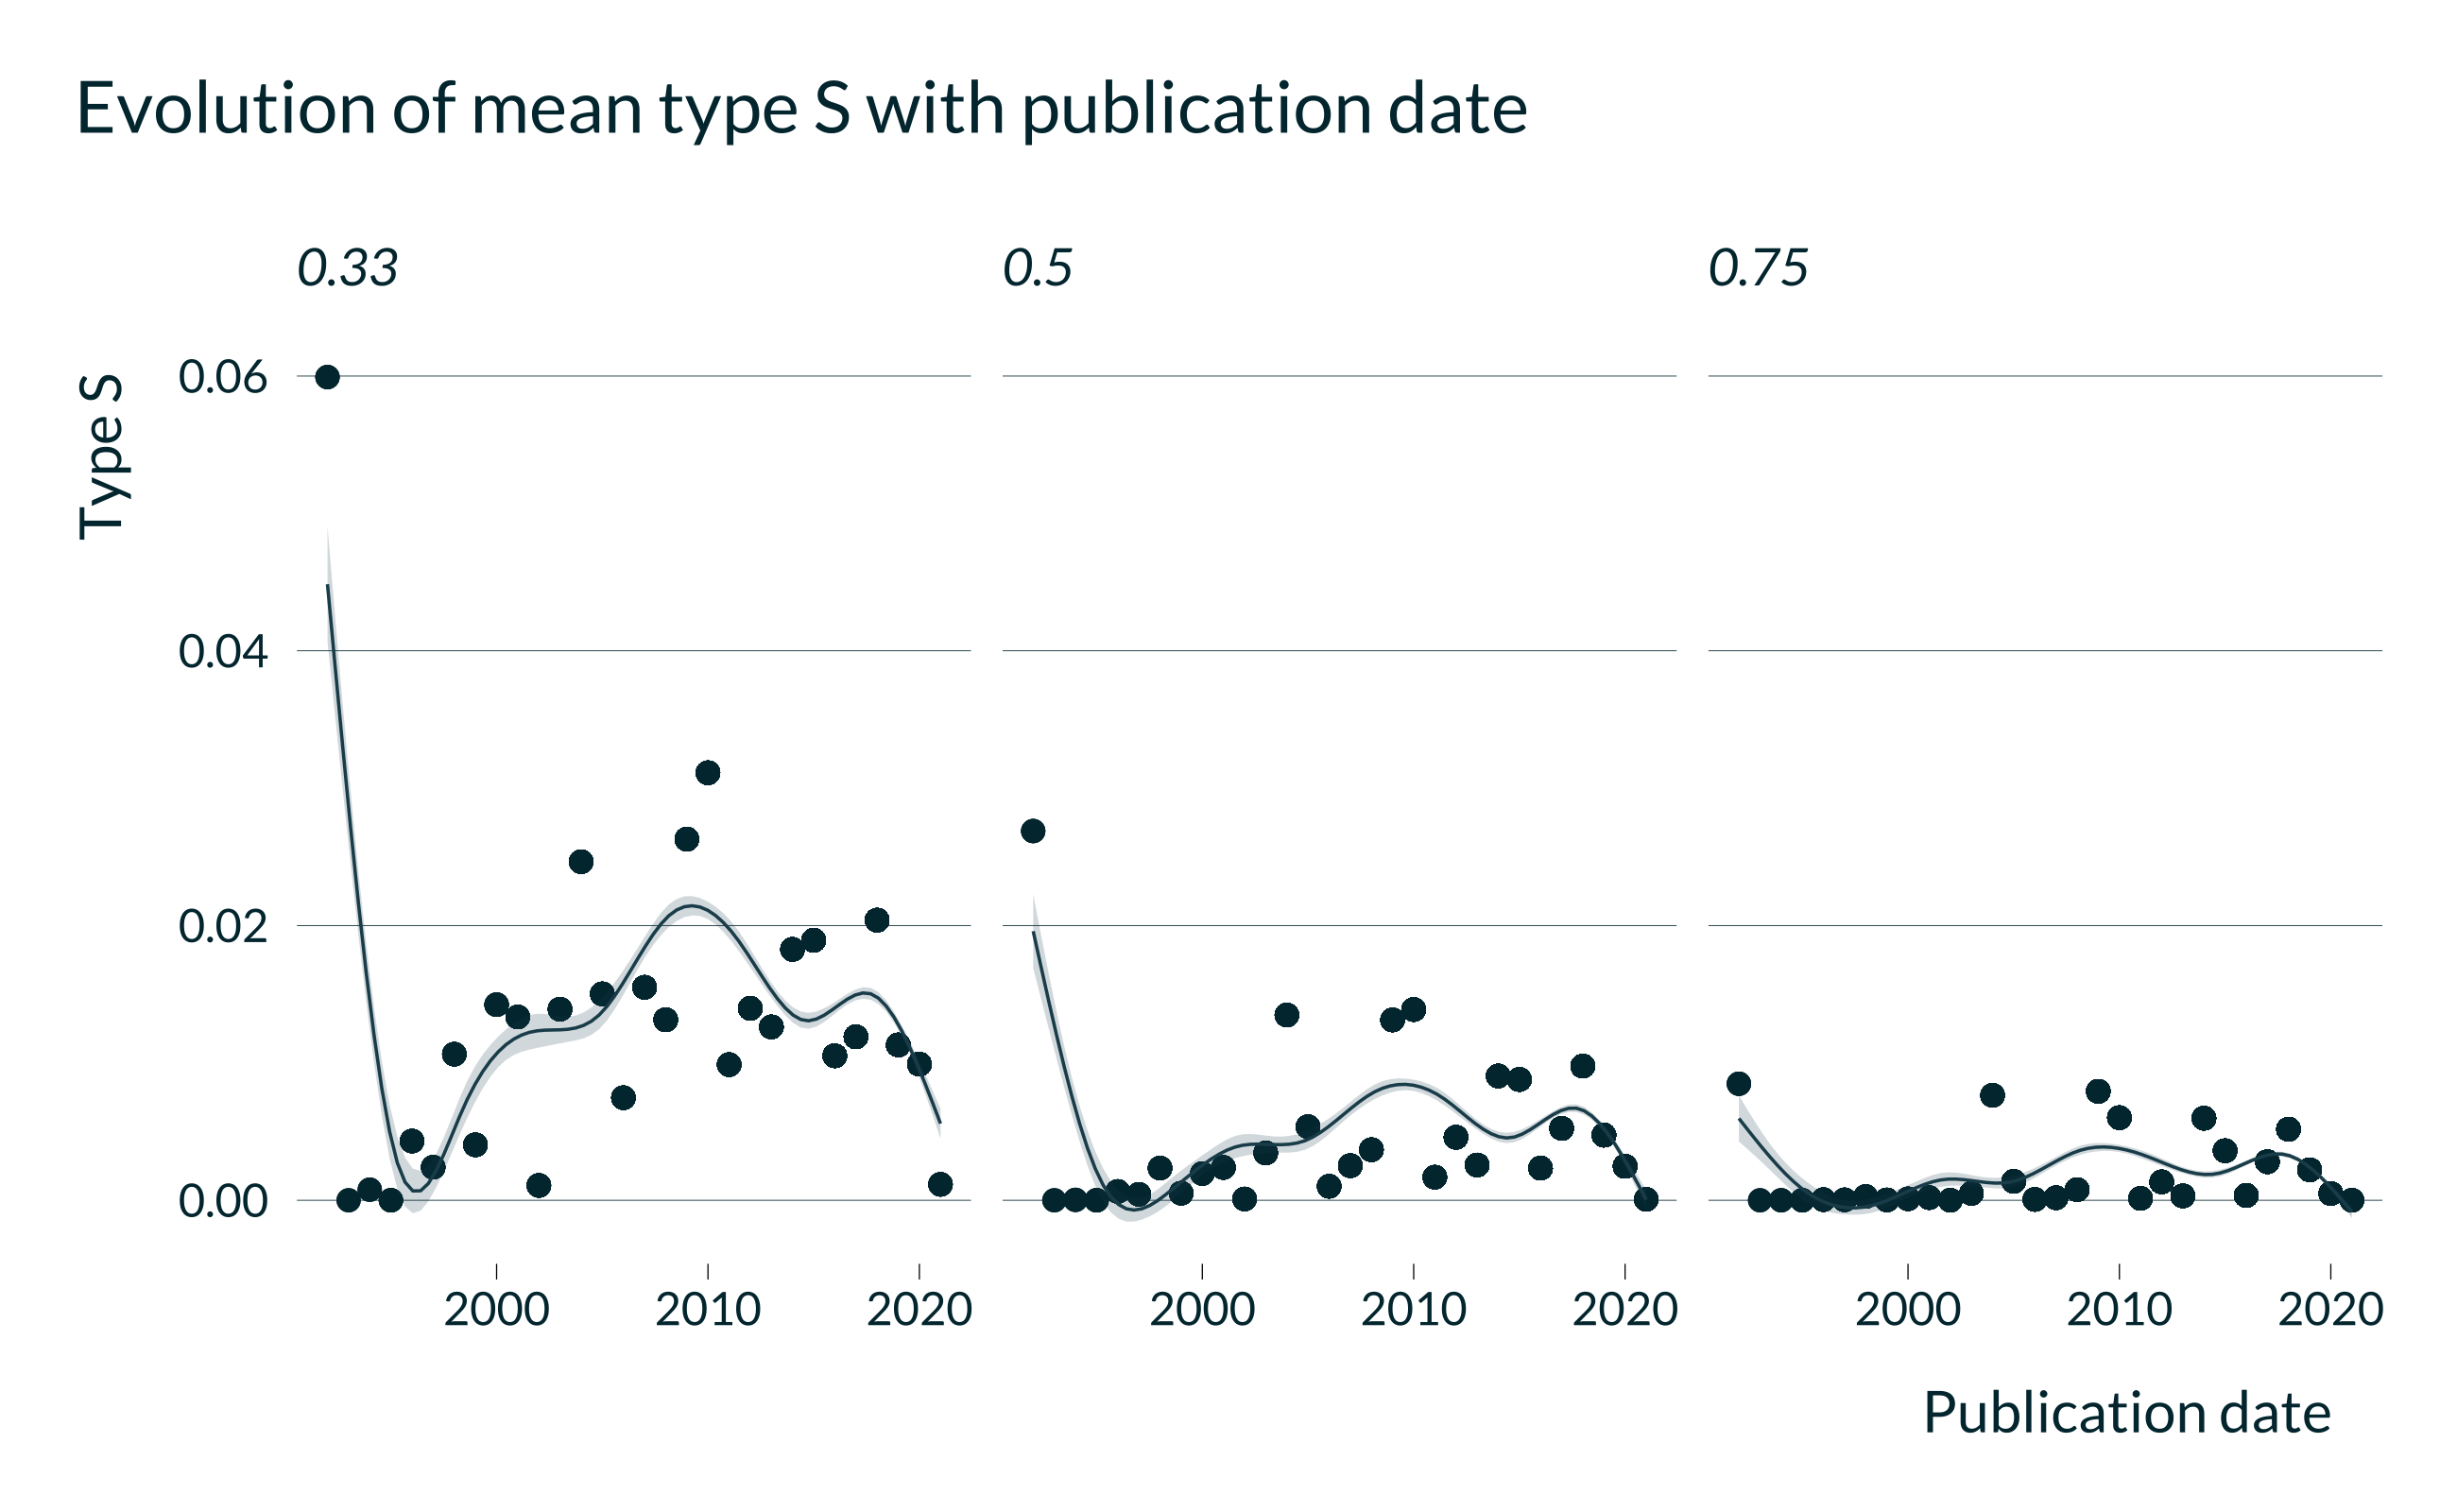 Evolution of mean type S with publication date
0.33 0.5 0.75
Type S
0.06
0.04
0.02
0.00
2000 2010 2020 2000 2010 2020 2000 2010 2020
Publication date